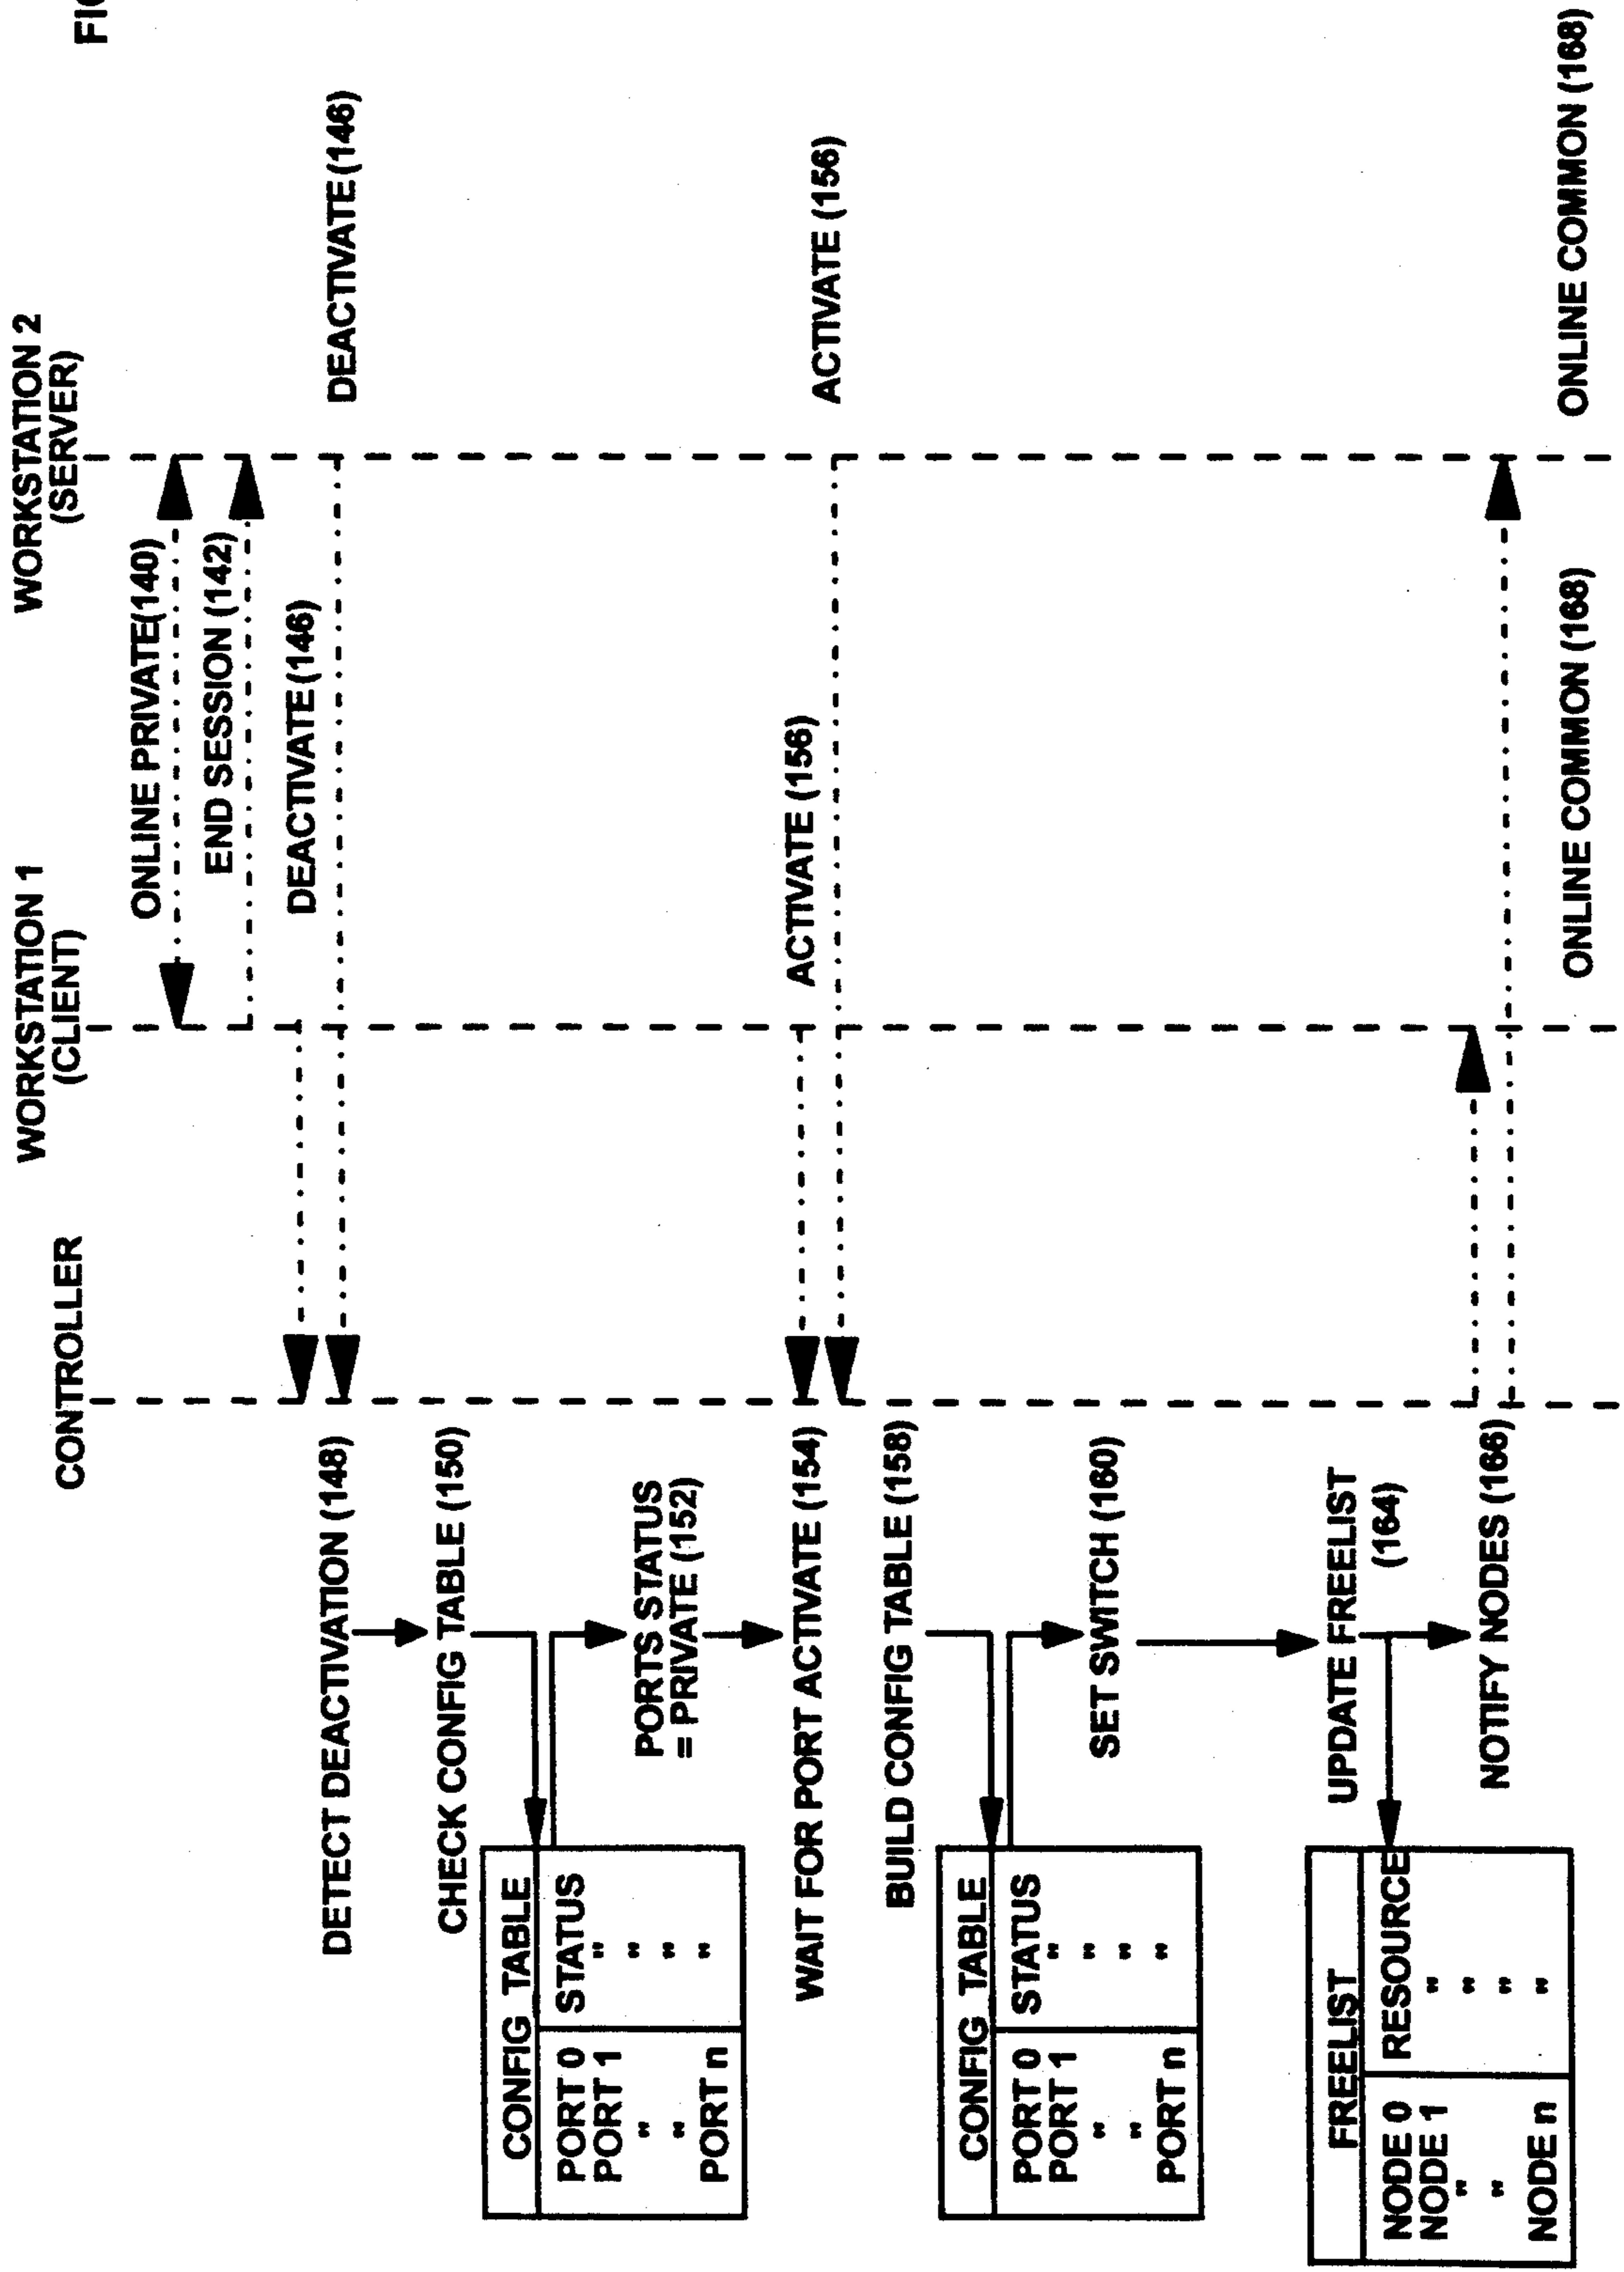 FIG
CONTROLLER
WORKSTATION 1
(CLIENT)
WORKSTATION 2
(SERVER)
ONLINE PRIVATE(140)
END SESSION (142)
DEACTIVATE(146)
DEACTIVATE(146)
DETECT DEACTIVATION (148)
CHECK CONFIG TABLE (150)
CONFIG TABLE
PORT 0 STATUS
PORT 1 "
" "
" "
PORT n "
PORTS STATUS
= PRIVATE (152)
WAIT FOR PORT ACTIVATE (154)
ACTIVATE (156)
ACTIVATE (156)
BUILD CONFIG TABLE (158)
CONFIG TABLE
PORT 0 STATUS
PORT 1 "
" "
" "
PORT n "
SET SWITCH (160)
UPDATE FREELIST
(164)
FREELIST
NODE 0 RESOURCE
NODE 1 "
" "
" "
NODE n "
NOTIFY NODES (166)
ONLINE COMMON (168)
ONLINE COMMON (168)